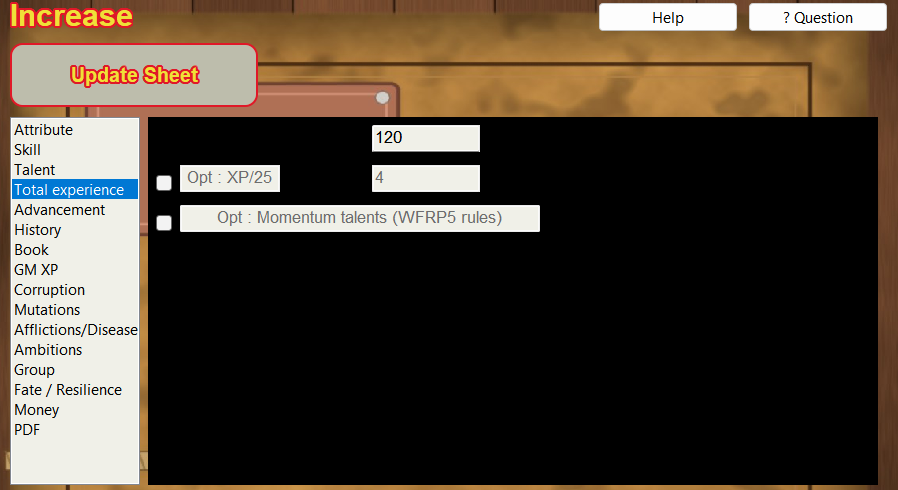 Increase
Help
? Question
Update Sheet
Attribute
Skill
Talent
Total experience
Advancement
History
Book
GM XP
Corruption
Mutations
Afflictions/Disease
Ambitions
Group
Fate / Resilience
Money
PDF
120
Opt : XP/25
4
Opt : Momentum talents (WFRP5 rules)